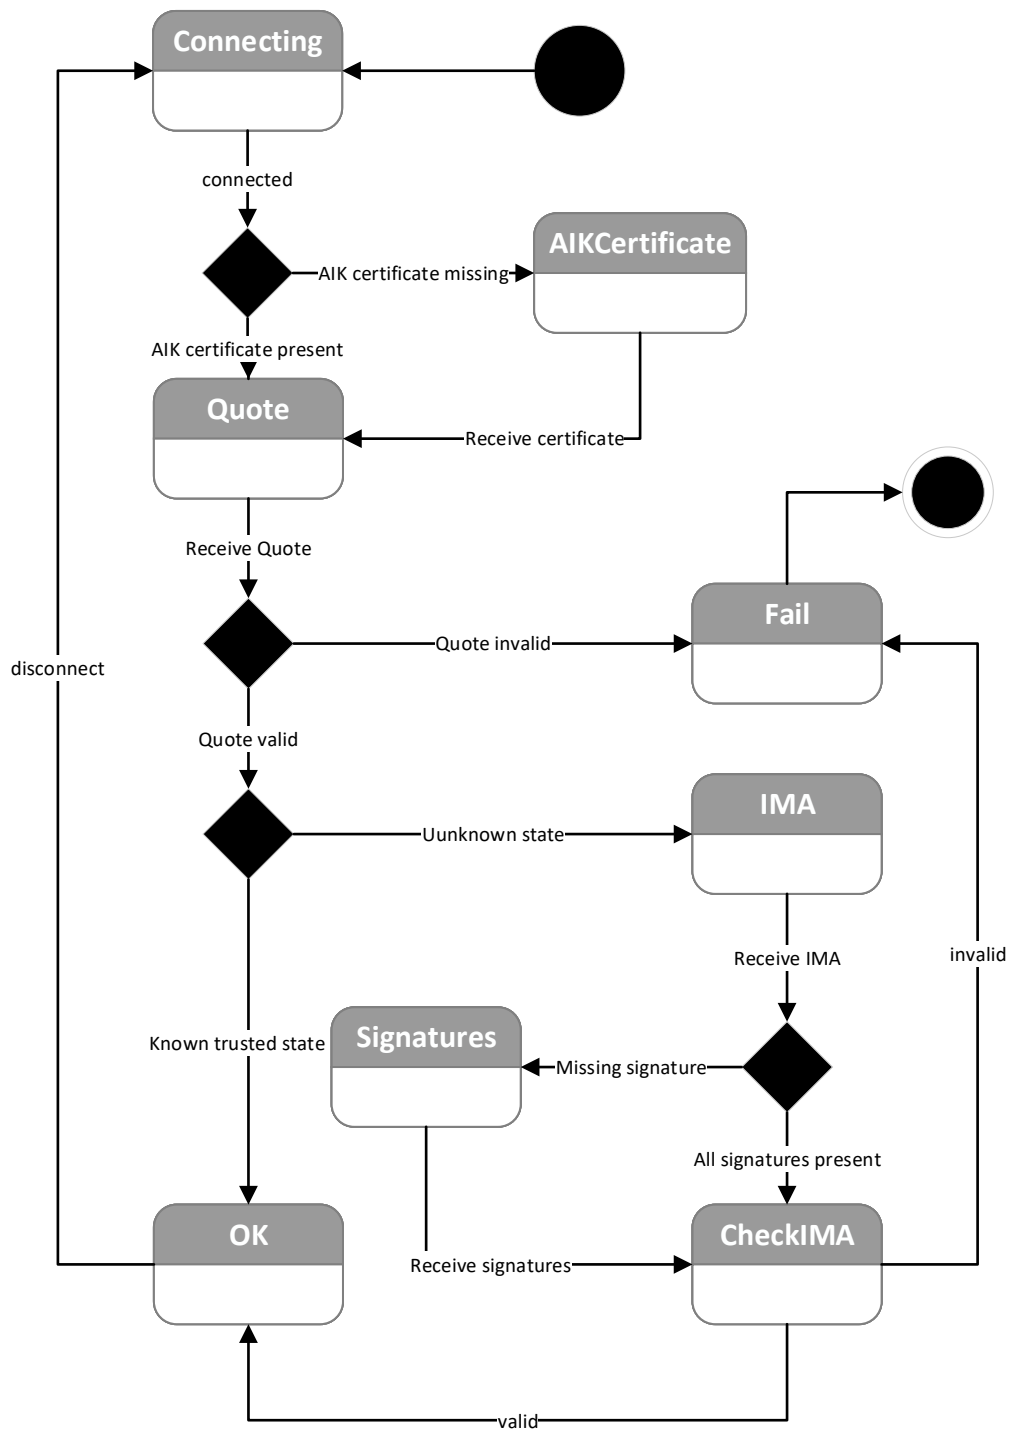 Connecting
connected
AIKCertificate
AIK certificate missing
AIK certificate present
Quote
Receive certificate
Receive Quote
Fail
Quote invalid
disconnect
Quote valid
IMA
Uunknown state
invalid
Receive IMA
Signatures
Known trusted state
Missing signature
All signatures present
OK
CheckIMA
Receive signatures
valid